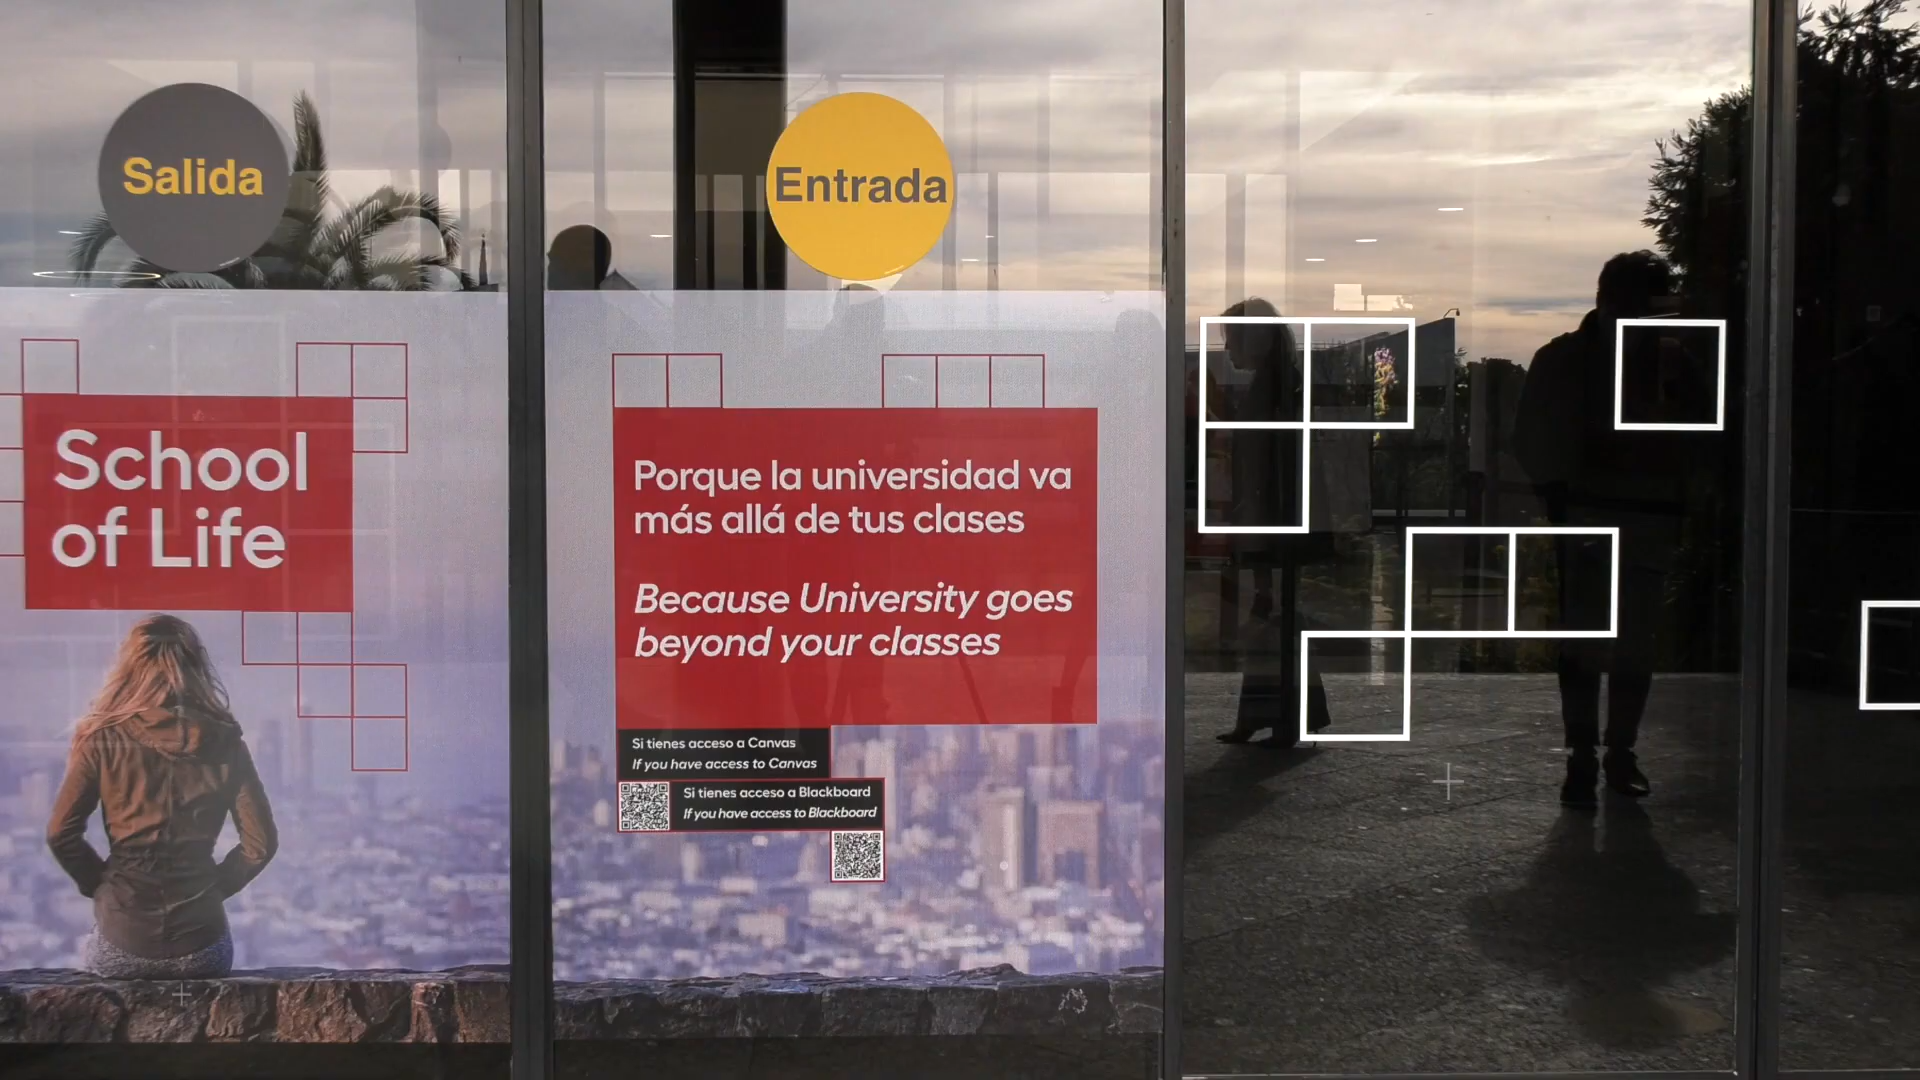 Salida
Entrada
School
of Life
Porque la universidad va
más allá de tus clases
Because University goes
beyond your classes
Si tienes acceso a Canvas
If you have access to Canvas
Si tienes acceso a Blackboard
If you have access to Blackboard